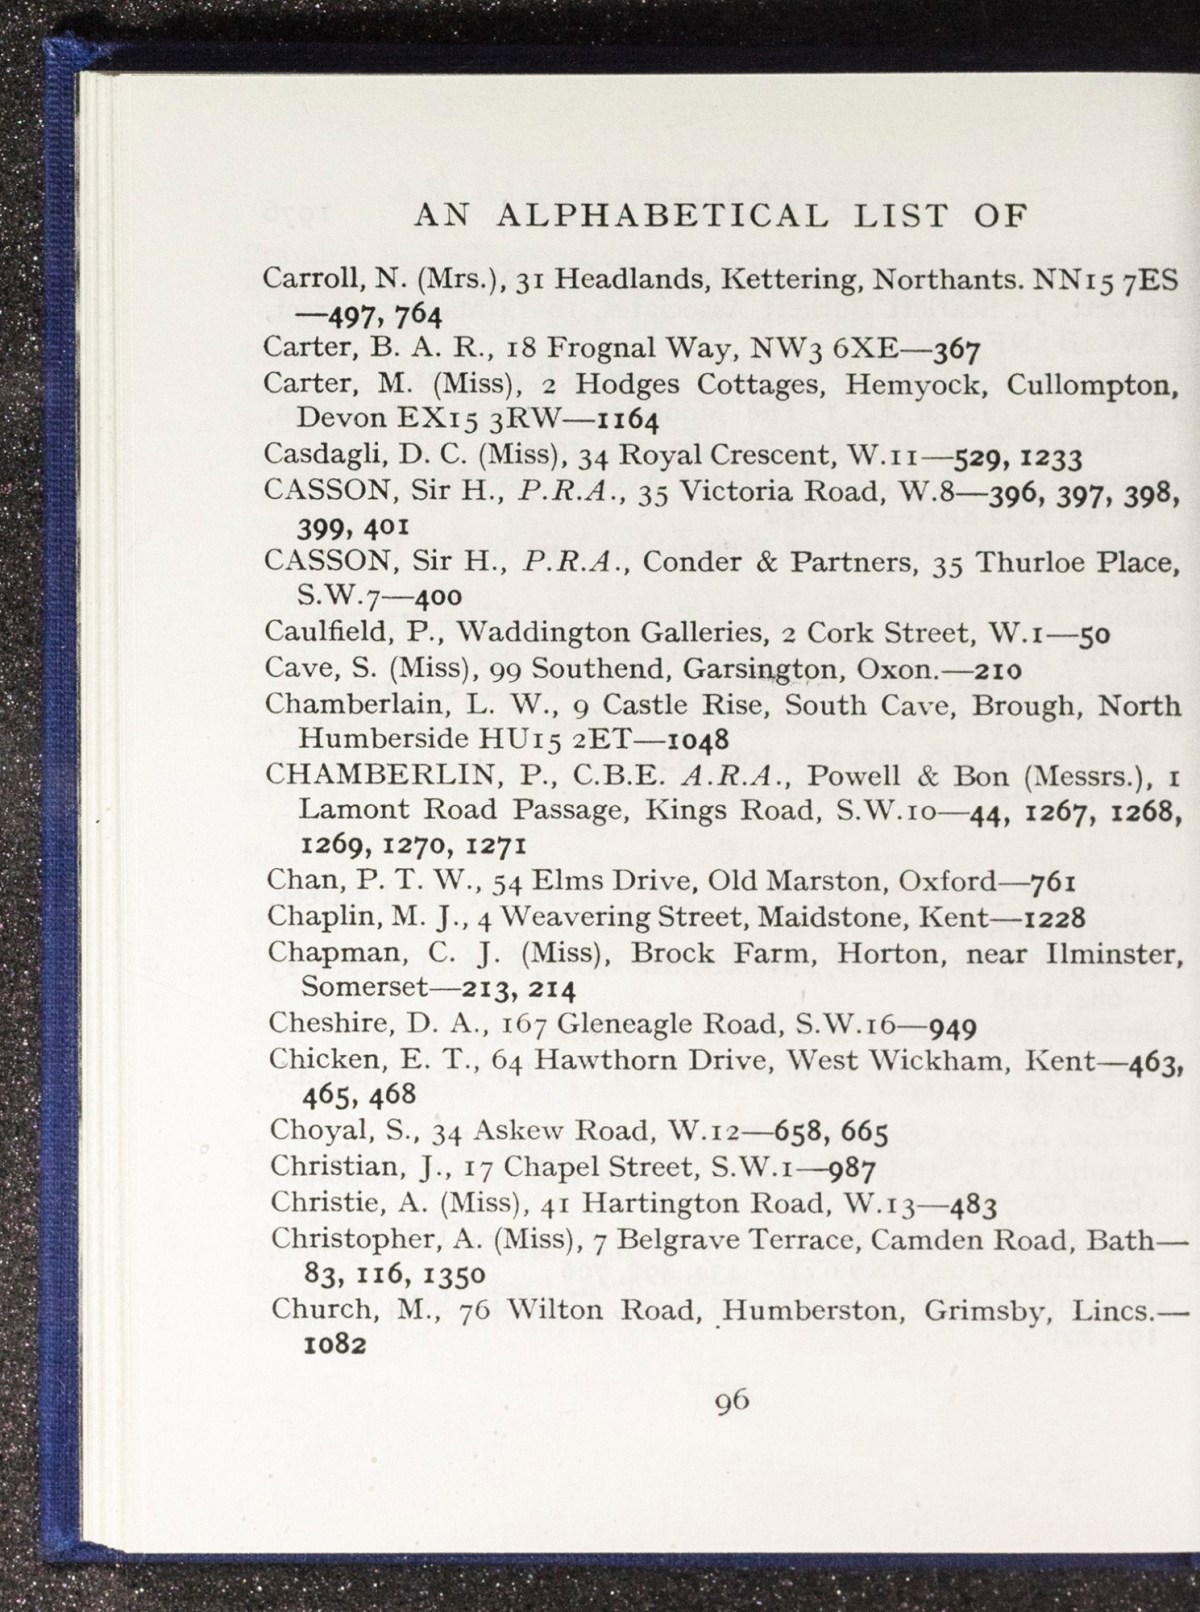 AN ALPHABETICAL LIST OF
Carroll, N. (Mrs.), 31 Headlands, Kettering, Northants. NN15 7ES
—497, 764
Carter, B. A. R., 18 Frognal Way, NW3 6XE—367
Carter, M. (Miss), 2 Hodges Cottages, Hemyock, Cullompton,
Devon EX15 3RW—1164
Casdagli, D. C. (Miss), 34 Royal Crescent, W.11—529, 1233
CASSON, Sir H., P.R.A., 35 Victoria Road, W.8—396, 397, 398,
399, 401
CASSON, Sir H., P.R.A., Conder & Partners, 35 Thurloe Place,
S.W.7—400
Caulfield, P., Waddington Galleries, 2 Cork Street, W.1—50
Cave, S. (Miss), 99 Southend, Garsington, Oxon.—210
Chamberlain, L. W., 9 Castle Rise, South Cave, Brough, North
Humberside HU15 2ET—1048
CHAMBERLIN, P., C.B.E. A.R.A., Powell & Bon (Messrs.), 1
Lamont Road Passage, Kings Road, S.W.10—44, 1267, 1268,
1269, 1270, 1271
Chan, P. T. W., 54 Elms Drive, Old Marston, Oxford—761
Chaplin, M. J., 4 Weavering Street, Maidstone, Kent—1228
Chapman, C. J. (Miss), Brock Farm, Horton, near Ilminster,
Somerset—213, 214
Cheshire, D. A., 167 Gleneagle Road, S.W.16—949
Chicken, E. T., 64 Hawthorn Drive, West Wickham, Kent—463,
465, 468
Choyal, S., 34 Askew Road, W.12—658, 665
Christian, J., 17 Chapel Street, S.W.1—987
Christie, A. (Miss), 41 Hartington Road, W.13—483
Christopher, A. (Miss), 7 Belgrave Terrace, Camden Road, Bath—
83, 116, 1350
Church, M., 76 Wilton Road, Humberston, Grimsby, Lincs.—
1082
96